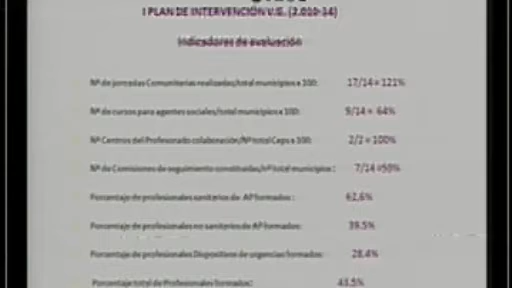 I PLAN DE INTERVENCIÓN V.G. (2.010-14)
Indicadores de evaluación
Nº de jornadas Comunitarias realizadas/total municipios x 100: 17/14 = 121%
Nº de cursos para agentes sociales/total municipios x 100: 9/14 = 64%
Nº Centros del Profesorado colaboración/Nº total Ceps x 100: 2/2 = 100%
Nº de Comisiones de seguimiento constituidas/nº total municipios: 7/14 =50%
Porcentaje de profesionales sanitarios de AP formados: 62,6%
Porcentaje de profesionales no sanitarios de AP formados: 39,5%
Porcentaje de profesionales Dispositivos de urgencias formados: 28,4%
Porcentaje total de Profesionales formados: 43,5%